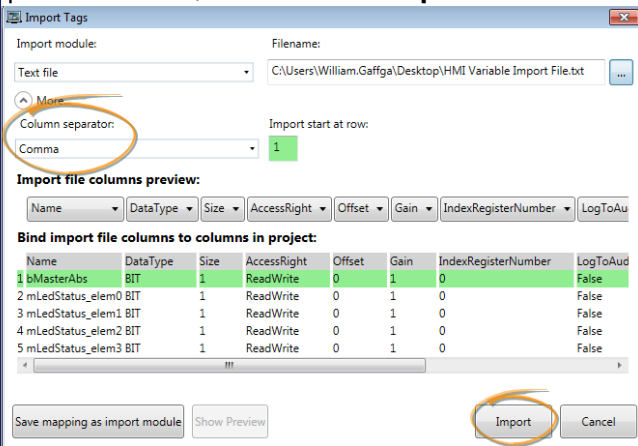 Import Tags
Import module:
Filename:
Text file
C:\Users\William.Gaffga\Desktop\HMI Variable Import File.txt
...
More
Column separator:
Import start at row:
Comma
1
Import file columns preview:
Name DataType Size AccessRight Offset Gain IndexRegisterNumber LogToAu
Bind import file columns to columns in project:
Name DataType Size AccessRight Offset Gain IndexRegisterNumber LogToAud
1 bMasterAbs BIT 1 ReadWrite 0 1 0 False
2 mLedStatus_elem0 BIT 1 ReadWrite 0 1 0 False
3 mLedStatus_elem1 BIT 1 ReadWrite 0 1 0 False
4 mLedStatus_elem2 BIT 1 ReadWrite 0 1 0 False
5 mLedStatus_elem3 BIT 1 ReadWrite 0 1 0 False
Save mapping as import module Show Preview Import Cancel